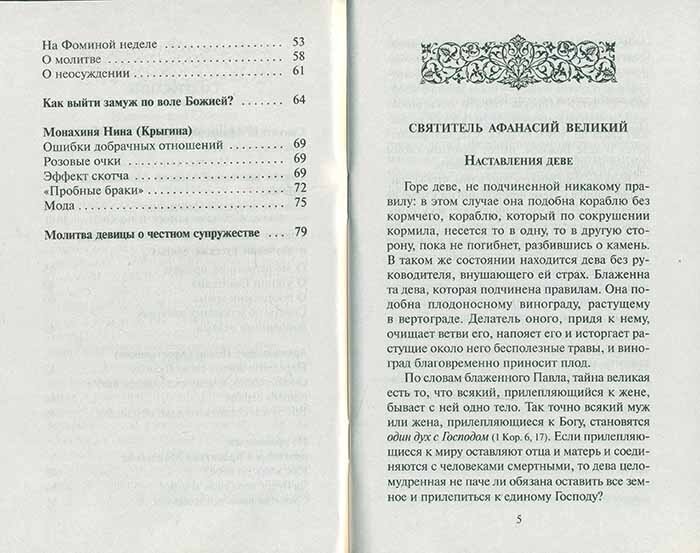 На Фоминой неделе . . . . . . . . . . . . . . . . . . 53
О молитве . . . . . . . . . . . . . . . . . . . . . . . . . 58
О неосуждении . . . . . . . . . . . . . . . . . . . . . 61
Как выйти замуж по воле Божией? . . . . . . 64
Монахиня Нина (Крыгина)
Ошибки добрачных отношений . . . . . . . . . 69
Розовые очки . . . . . . . . . . . . . . . . . . . . . . . 69
Эффект скотча . . . . . . . . . . . . . . . . . . . . . . 69
«Пробные браки» . . . . . . . . . . . . . . . . . . . . 72
Мода . . . . . . . . . . . . . . . . . . . . . . . . . . . . . . 75
Молитва девицы о честном супружестве . . . 79
СВЯТИТЕЛЬ АФАНАСИЙ ВЕЛИКИЙ
Наставления деве
Горе деве, не подчиненной никакому пра-
вилу: в этом случае она подобна кораблю без
кормчего, кораблю, который по сокрушении
кормила, несется то в одну, то в другую сто-
рону, пока не погибнет, разбившись о камень.
В таком же состоянии находится дева без ру-
ководителя, внушающего ей страх. Блаженна
та дева, которая подчинена правилам. Она по-
добна плодоносному винограду, растущему
в вертограде. Делатель оного, придя к нему,
очищает ветви его, напояет его и исторгает ра-
стущие около него бесполезные травы, и вино-
град благовременно приносит плод.
По словам блаженного Павла, тайна великая
есть то, что всякий, прилепляющийся к жене,
бывает с ней одно тело. Так точно всякий муж
или жена, прилепляющиеся к Богу, становятся
один дух с Господом (1 Кор. 6, 17). Если прилепляю-
щиеся к миру оставляют отца и матерь и соеди-
няются с человеками смертными, то дева цело-
мудренная не паче ли обязана оставить все зем-
ное и прилепиться к единому Господу?
5